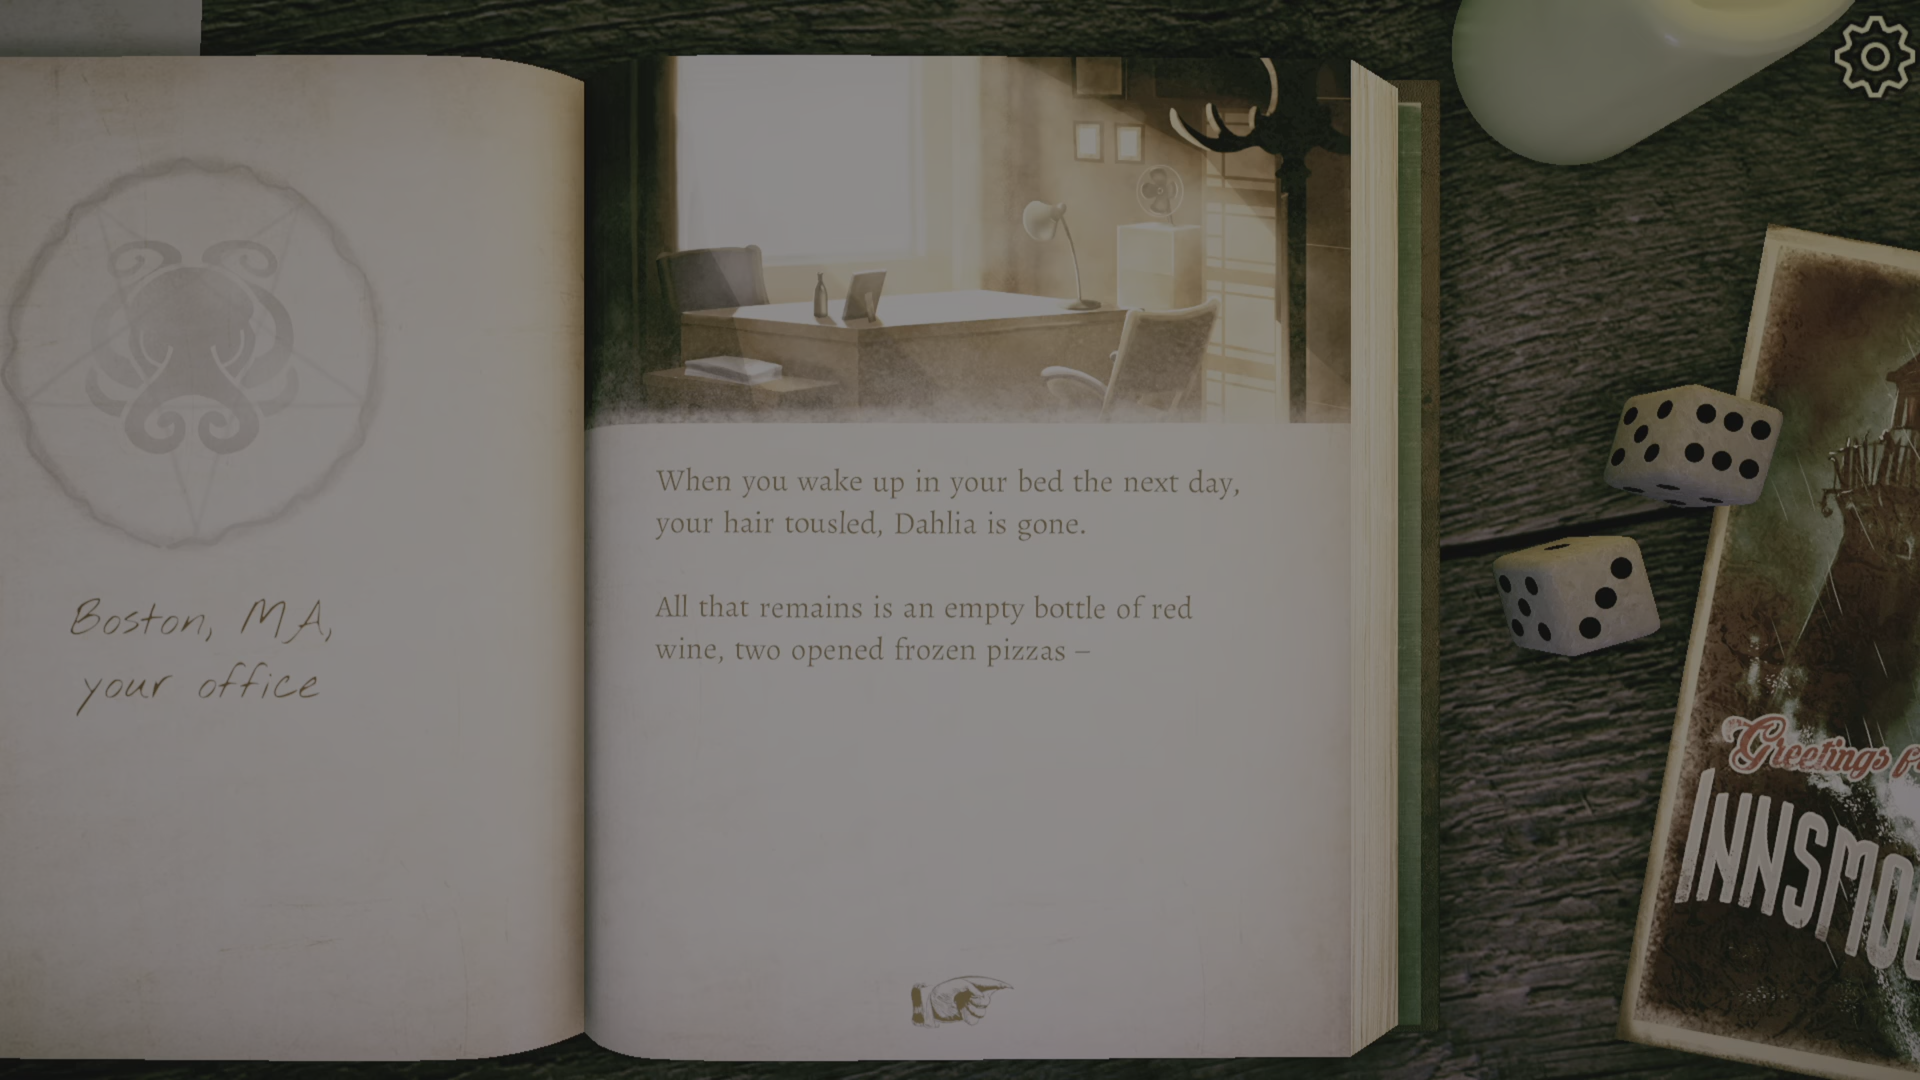 Boston, MA,
your office
When you wake up in your bed the next day,
your hair tousled, Dahlia is gone.
All that remains is an empty bottle of red
wine, two opened frozen pizzas –
Greetings